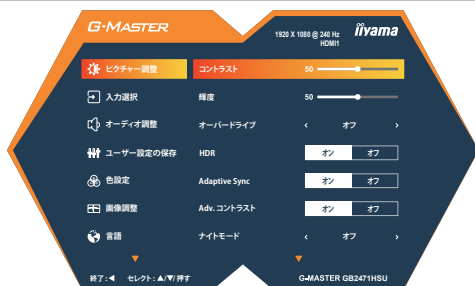 G-MASTER
1920 X 1080 @ 240 Hz
HDMI1
iiyama
ピクチャー調整 コントラスト 50
入力選択 輝度 50
オーディオ調整 オーバードライブ ‹ オフ ›
ユーザー設定の保存 HDR オン オフ
色設定 Adaptive Sync オン オフ
画像調整 Adv. コントラスト オン オフ
言語 ナイトモード ‹ オフ ›
▼ ▼
終了:◀ セレクト:▲/▼/押す G-MASTER GB2471HSU